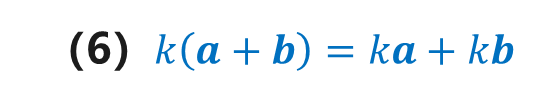 (6) k(a + b) = ka + kb